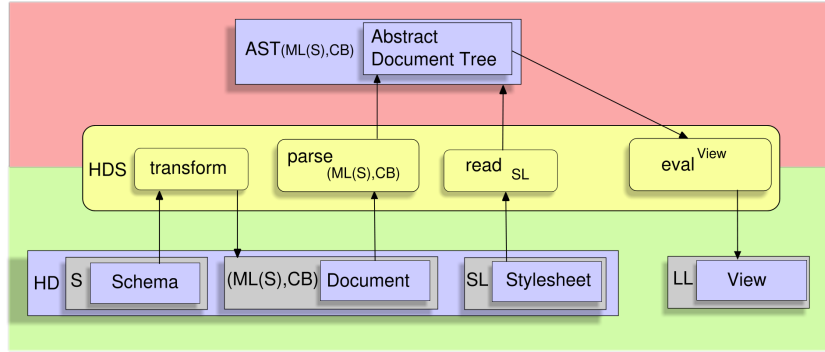 AST(ML(S),CB)
Abstract
Document Tree
HDS
transform
parse
(ML(S),CB)
read SL
eval View
HD
S
Schema
(ML(S),CB)
Document
SL
Stylesheet
LL
View